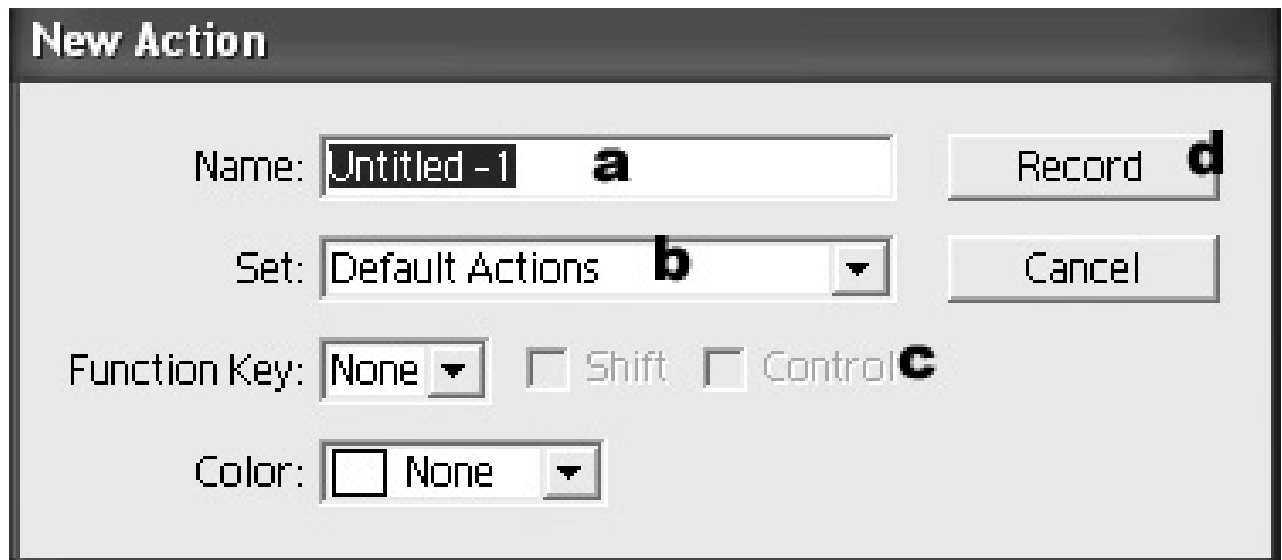 New Action
Name: Untitled -1 a Record d
Set: Default Actions b Cancel
Function Key: None Shift Control c
Color: None